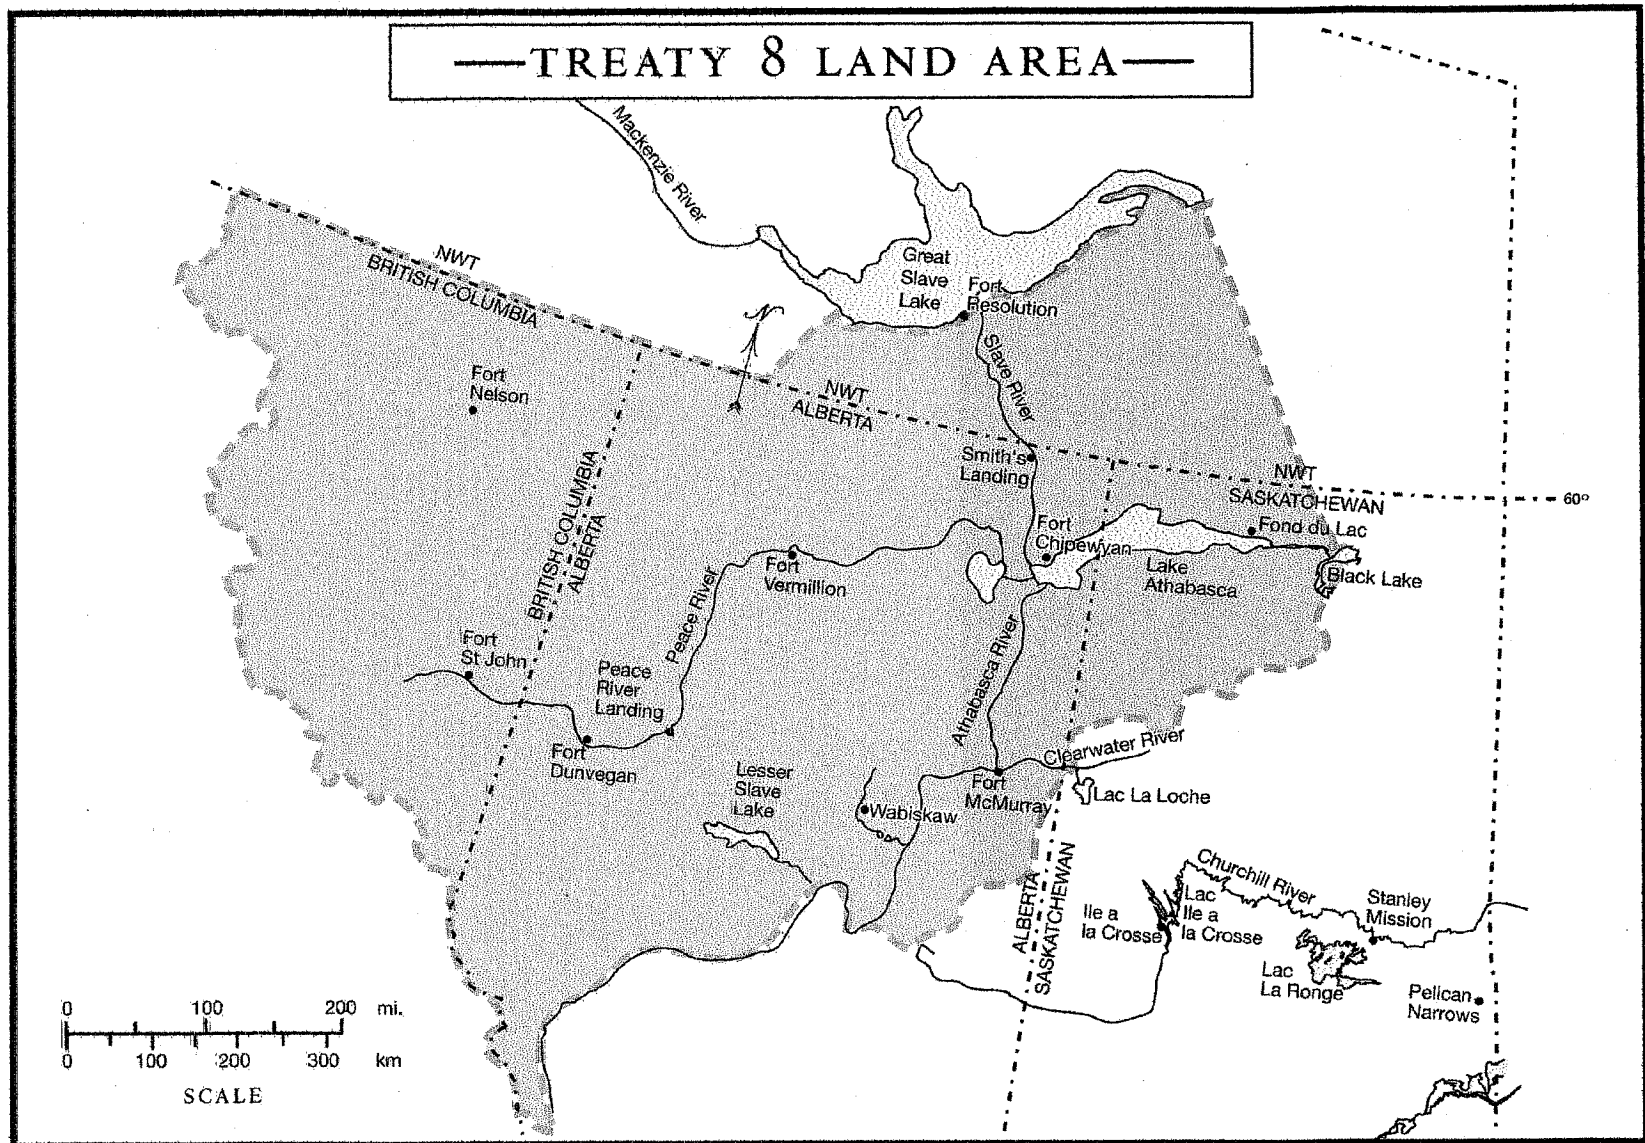 TREATY 8 LAND AREA
Mackenzie River
NWT
BRITISH COLUMBIA
Great
Slave
Lake
Fort
Resolution
N
Slave River
Fort
Nelson
NWT
ALBERTA
Smith's
Landing
NWT
SASKATCHEWAN
60°
BRITISH COLUMBIA
ALBERTA
Fort
Chipewyan
Fond du Lac
Lake
Athabasca
Black Lake
Fort
Vermillion
Peace River
Fort
St John
Peace
River
Landing
Athabasca River
Fort
Dunvegan
Clearwater River
Lesser
Slave
Lake
Wabiskaw
Fort
McMurray
Lac La Loche
ALBERTA
SASKATCHEWAN
Churchill River
Ile a
la Crosse
Lac
Ile a
la Crosse
Stanley
Mission
Lac
La Ronge
Pelican
Narrows
0 100 200 mi.
0 100 200 300 km
SCALE